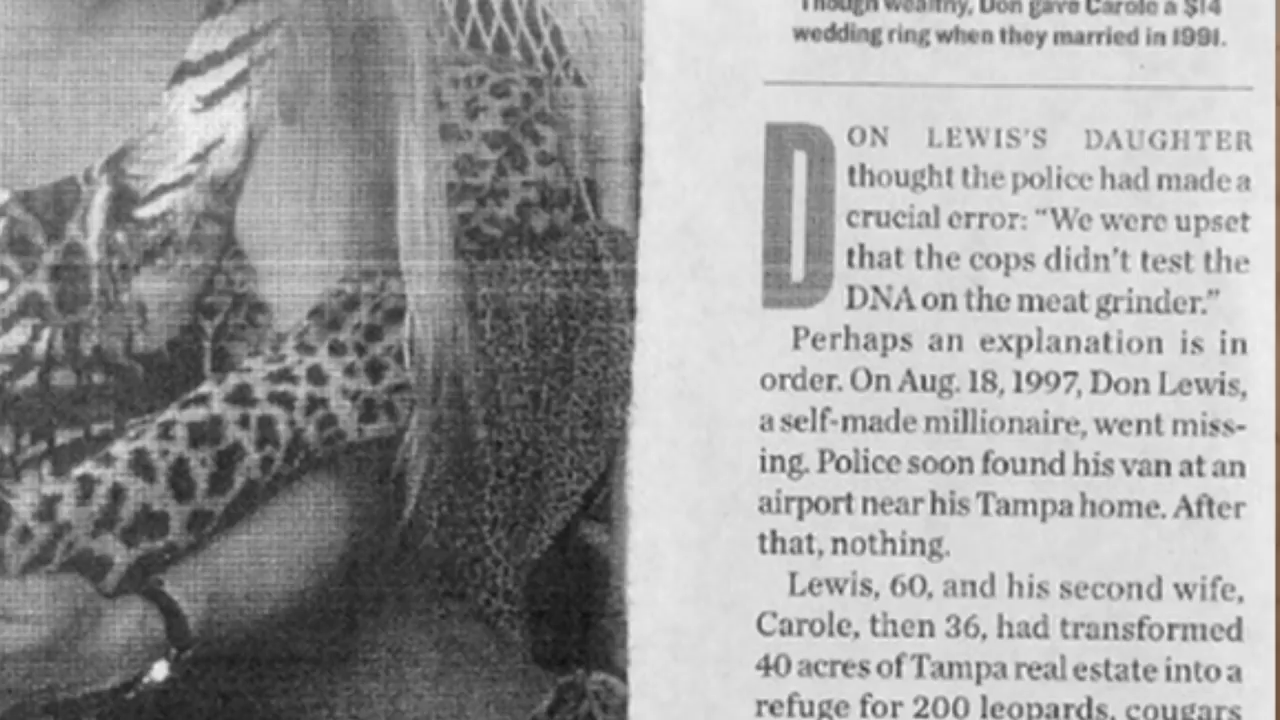 Though wealthy, Don gave Carole a $14
wedding ring when they married in 1991.
DON LEWIS'S DAUGHTER
thought the police had made a
crucial error: “We were upset
that the cops didn't test the
DNA on the meat grinder.”
Perhaps an explanation is in
order. On Aug. 18, 1997, Don Lewis,
a self-made millionaire, went miss-
ing. Police soon found his van at an
airport near his Tampa home. After
that, nothing.
Lewis, 60, and his second wife,
Carole, then 36, had transformed
40 acres of Tampa real estate into a
refuge for 200 leopards, cougars